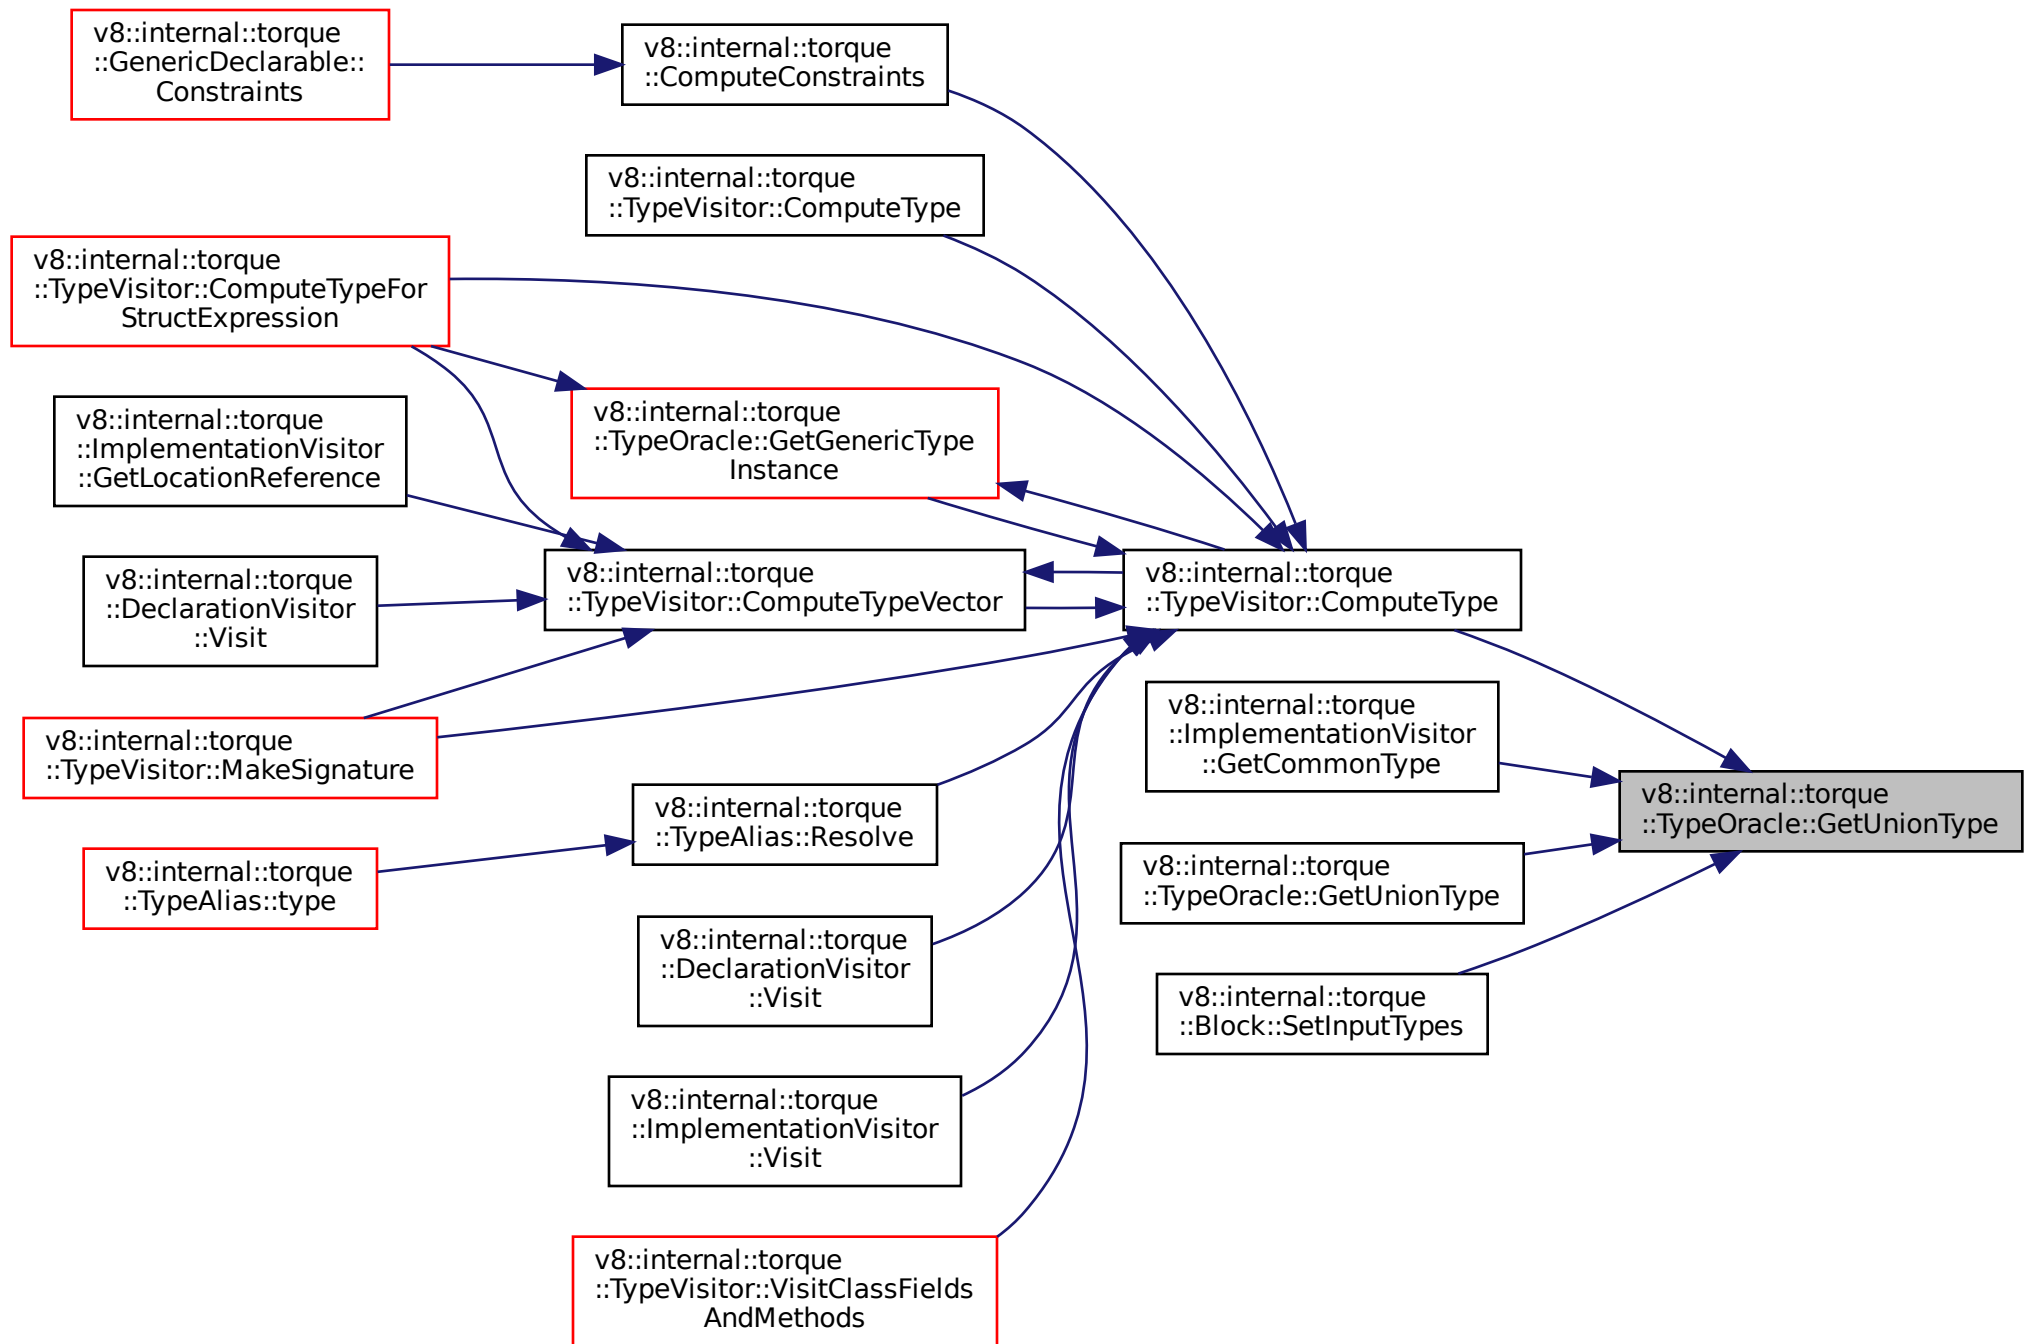 v8::internal::torque
::GenericDeclarable::
Constraints
v8::internal::torque
::ComputeConstraints
v8::internal::torque
::TypeVisitor::ComputeType
v8::internal::torque
::TypeVisitor::ComputeTypeFor
StructExpression
v8::internal::torque
::ImplementationVisitor
::GetLocationReference
v8::internal::torque
::TypeOracle::GetGenericType
Instance
v8::internal::torque
::DeclarationVisitor
::Visit
v8::internal::torque
::TypeVisitor::ComputeTypeVector
v8::internal::torque
::TypeVisitor::ComputeType
v8::internal::torque
::TypeVisitor::MakeSignature
v8::internal::torque
::ImplementationVisitor
::GetCommonType
v8::internal::torque
::TypeOracle::GetUnionType
v8::internal::torque
::TypeAlias::Resolve
v8::internal::torque
::TypeAlias::type
v8::internal::torque
::TypeOracle::GetUnionType
v8::internal::torque
::DeclarationVisitor
::Visit
v8::internal::torque
::Block::SetInputTypes
v8::internal::torque
::ImplementationVisitor
::Visit
v8::internal::torque
::TypeVisitor::VisitClassFields
AndMethods